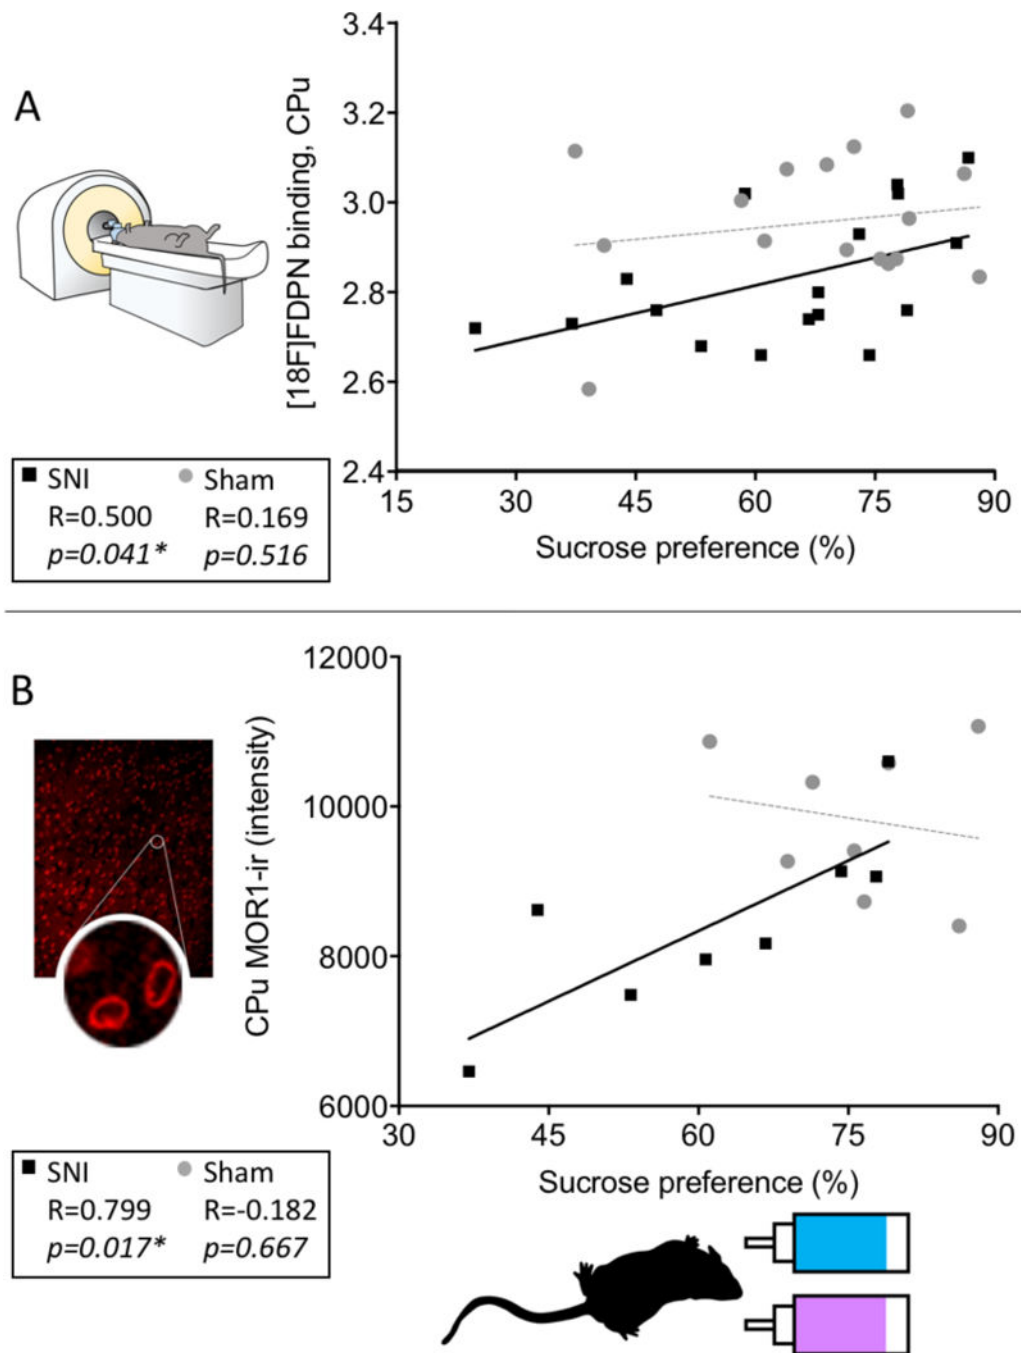 A
[18F]FDPN binding, CPu
3.4
3.2
3.0
2.8
2.6
2.4
15 30 45 60 75 90
Sucrose preference (%)
SNI Sham
R=0.500 R=0.169
p=0.041* p=0.516
B
CPu MOR1-ir (intensity)
12000
10000
8000
6000
30 45 60 75 90
Sucrose preference (%)
SNI Sham
R=0.799 R=-0.182
p=0.017* p=0.667